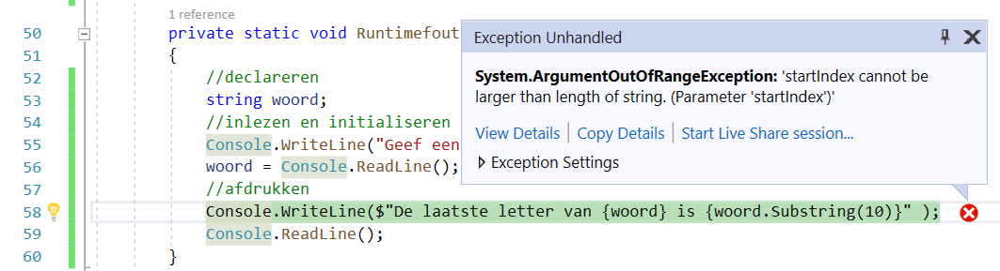 1 reference
50 private static void Runtimefout
51 {
52 //declareren
53 string woord;
54 //inlezen en initialiseren
55 Console.WriteLine("Geef een
56 woord = Console.ReadLine();
57 //afdrukken
58 Console.WriteLine($"De laatste letter van {woord} is {woord.Substring(10)}" );
59 Console.ReadLine();
60 }
Exception Unhandled
System.ArgumentOutOfRangeException: 'startIndex cannot be
larger than length of string. (Parameter 'startIndex')'
View Details | Copy Details | Start Live Share session...
Exception Settings